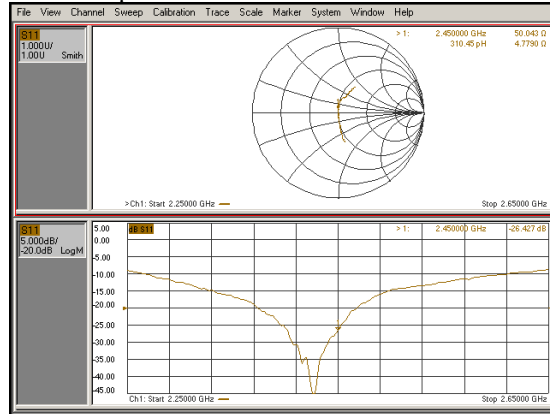 File View Channel Sweep Calibration Trace Scale Marker System Window Help
S11
1.000U/
1.00U Smith
> 1: 2.450000 GHz 50.043 Ω
310.45 pH 4.7790 Ω
>Ch1: Start 2.25000 GHz
Stop 2.65000 GHz
S11
5.000dB/
-20.0dB LogM
5.00
dB S11
> 1: 2.450000 GHz -26.427 dB
0.00
-5.00
-10.00
-15.00
-20.00
-25.00
-30.00
-35.00
-40.00
-45.00
Ch1: Start 2.25000 GHz
Stop 2.65000 GHz